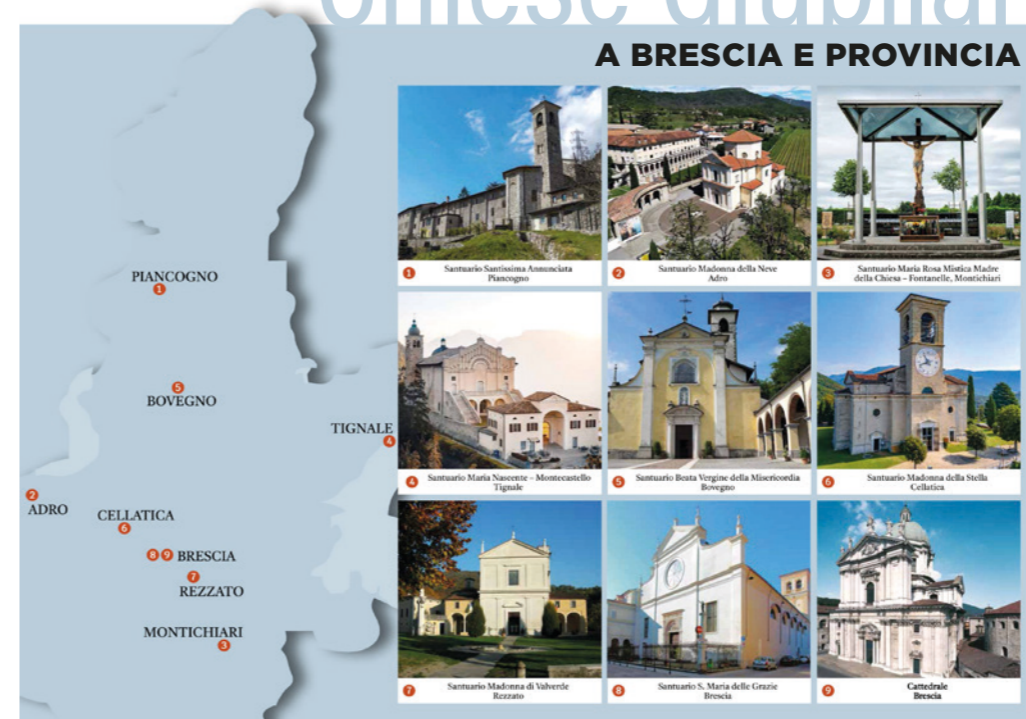 Chiese Giubilari
A BRESCIA E PROVINCIA
PIANCOGNO
1
5
BOVEGNO
TIGNALE
4
2
ADRO
CELLATICA
6
8 9 BRESCIA
7
REZZATO
MONTICHIARI
3
1 Santuario Santissima Annunciata
Piancogno
2 Santuario Madonna della Neve
Adro
3 Santuario Maria Rosa Mistica Madre
della Chiesa – Fontanelle, Montichiari
4 Santuario Maria Nascente – Montecastello
Tignale
5 Santuario Beata Vergine della Misericordia
Bovegno
6 Santuario Madonna della Stella
Cellatica
7 Santuario Madonna di Valverde
Rezzato
8 Santuario S. Maria delle Grazie
Brescia
9 Cattedrale
Brescia